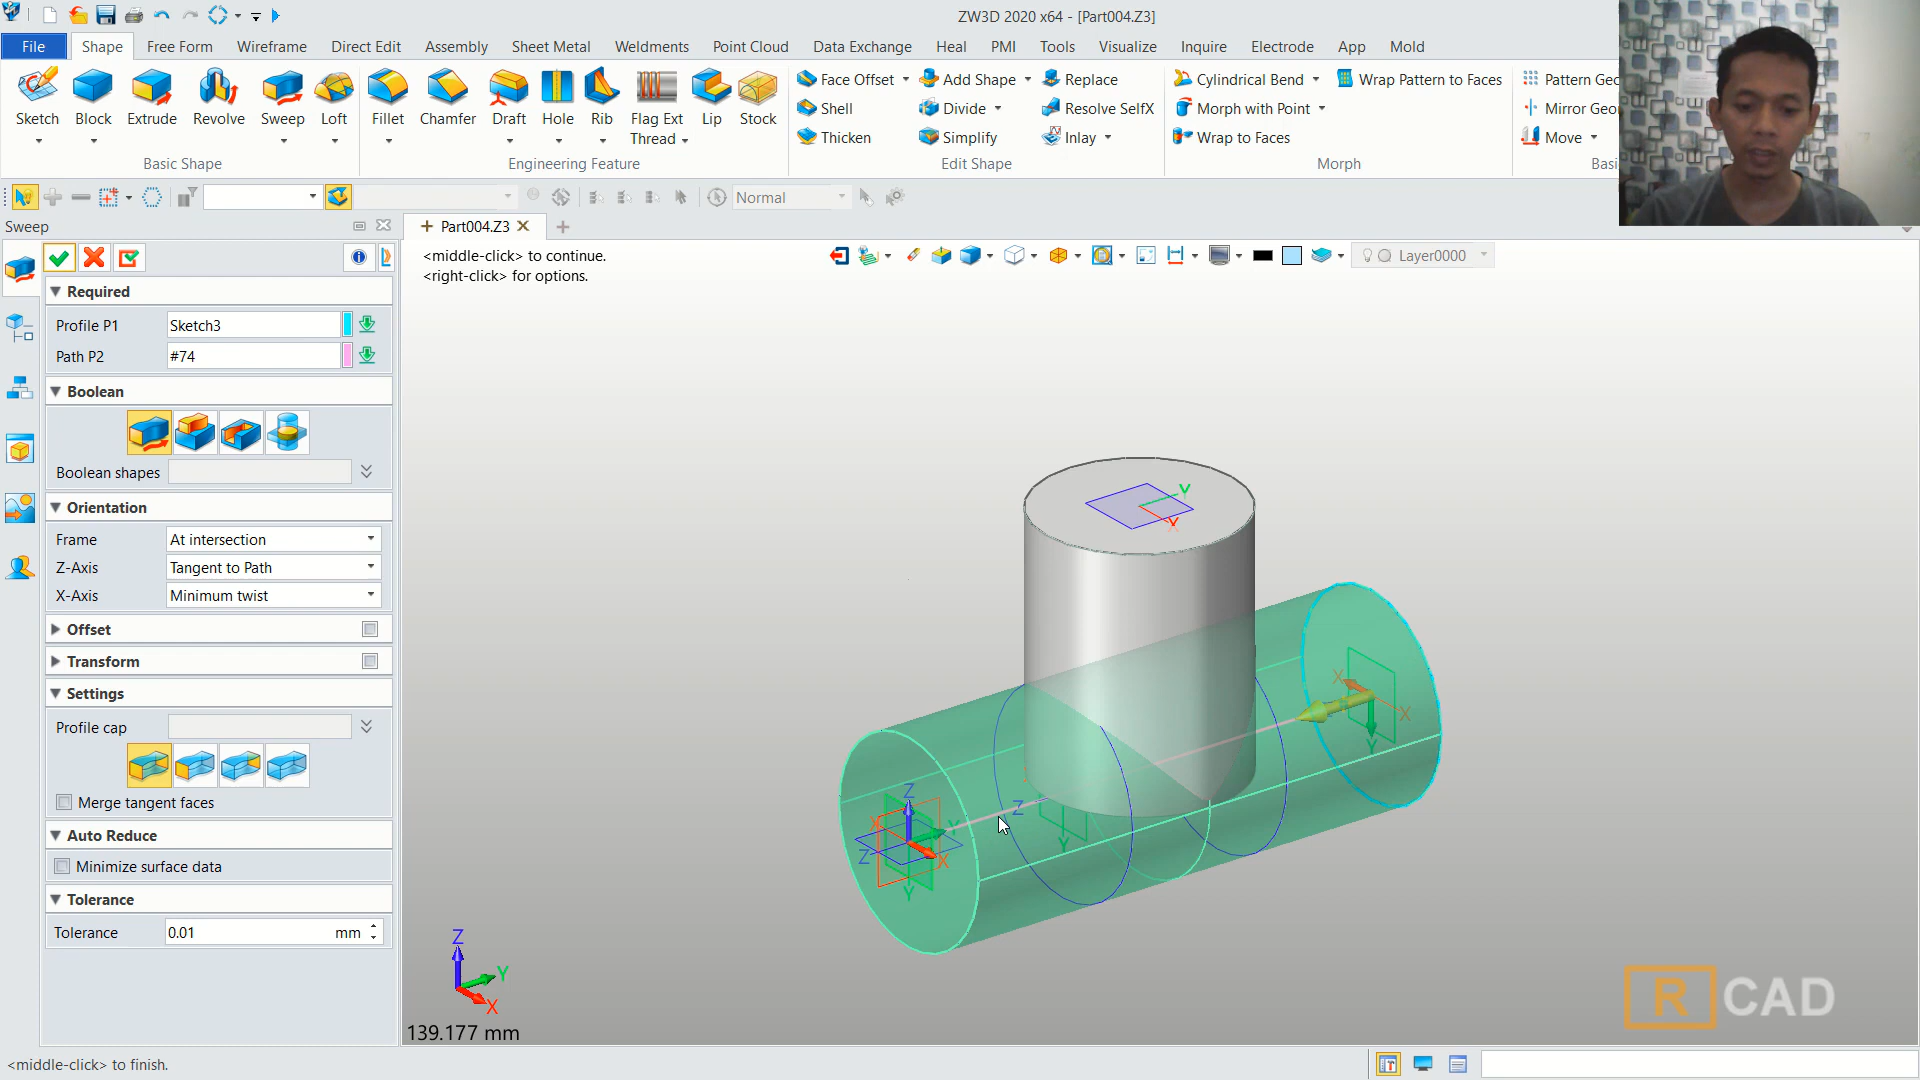 ZW3D 2020 x64 - [Part004.Z3]
File Shape Free Form Wireframe Direct Edit Assembly Sheet Metal Weldments Point Cloud Data Exchange Heal PMI Tools Visualize Inquire Electrode App Mold
Sketch Block Extrude Revolve Sweep Loft
Basic Shape
Fillet Chamfer Draft Hole Rib Flag Ext Thread Lip Stock
Engineering Feature
Face Offset Add Shape Replace
Shell Divide Resolve SelfX
Thicken Simplify Inlay
Edit Shape
Cylindrical Bend Wrap Pattern to Faces
Morph with Point
Wrap to Faces
Morph
Pattern Geo
Mirror Geo
Move
Basi
Normal
Sweep
Part004.Z3
<middle-click> to continue.
<right-click> for options.
Layer0000
Required
Profile P1 Sketch3
Path P2 #74
Boolean
Boolean shapes
Orientation
Frame At intersection
Z-Axis Tangent to Path
X-Axis Minimum twist
Offset
Transform
Settings
Profile cap
Merge tangent faces
Auto Reduce
Minimize surface data
Tolerance
Tolerance 0.01 mm
Y
X
X
X
Y
Z
Z
X
Y
Z
X
Y
Y
Z
Y
X
139.177 mm
R CAD
<middle-click> to finish.